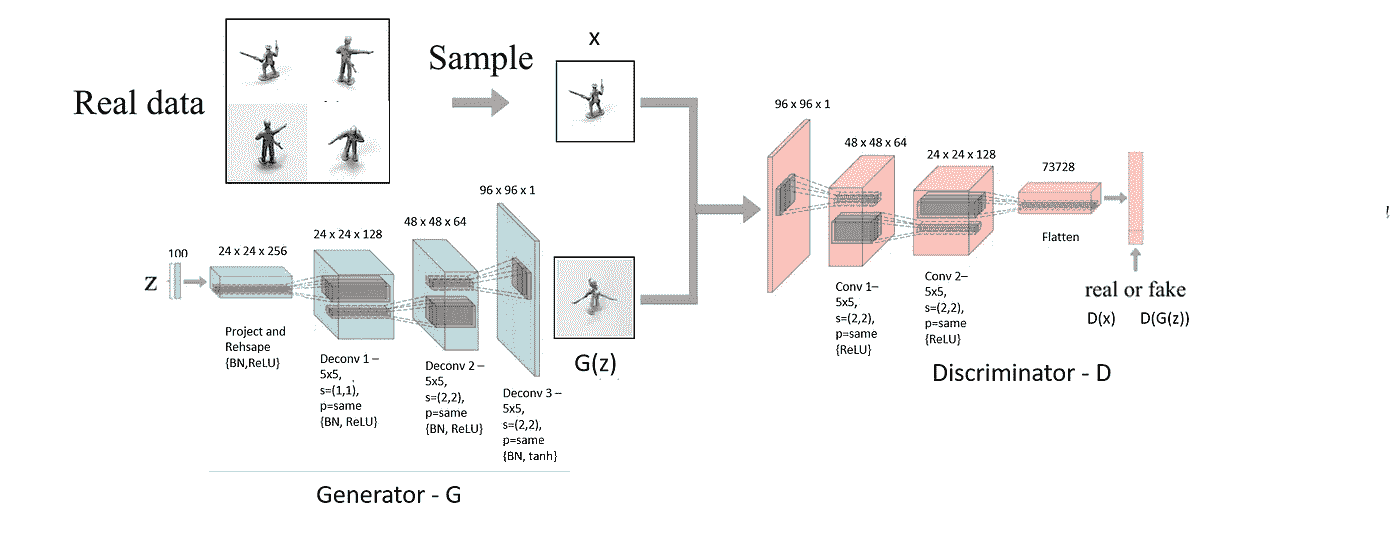 Real data
Sample
x
z
100
24 x 24 x 256
Project and
Rehsape
{BN,ReLU}
24 x 24 x 128
Deconv 1 –
5x5,
s=(1,1),
p=same
{BN, ReLU}
48 x 48 x 64
Deconv 2 –
5x5,
s=(2,2),
p=same
{BN, ReLU}
96 x 96 x 1
Deconv 3 –
5x5,
s=(2,2),
p=same
{BN, tanh}
G(z)
Generator - G
96 x 96 x 1
48 x 48 x 64
Conv 1–
5x5,
s=(2,2),
p=same
{ReLU}
24 x 24 x 128
Conv 2–
5x5,
s=(2,2),
p=same
{ReLU}
73728
Flatten
real or fake
D(x) D(G(z))
Discriminator - D